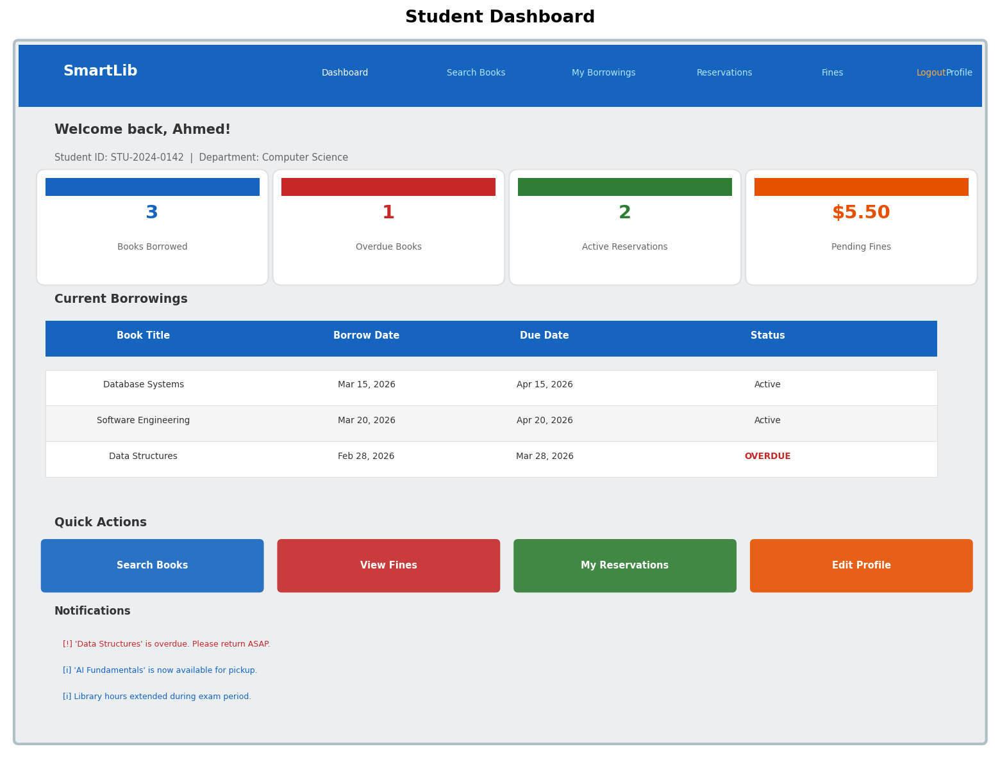 Student Dashboard
SmartLib Dashboard Search Books My Borrowings Reservations Fines LogoutProfile
Welcome back, Ahmed!
Student ID: STU-2024-0142 | Department: Computer Science
3 1 2 $5.50
Books Borrowed Overdue Books Active Reservations Pending Fines
Current Borrowings
Book Title Borrow Date Due Date Status
Database Systems Mar 15, 2026 Apr 15, 2026 Active
Software Engineering Mar 20, 2026 Apr 20, 2026 Active
Data Structures Feb 28, 2026 Mar 28, 2026 OVERDUE
Quick Actions
Search Books View Fines My Reservations Edit Profile
Notifications
[!] 'Data Structures' is overdue. Please return ASAP.
[i] 'AI Fundamentals' is now available for pickup.
[i] Library hours extended during exam period.